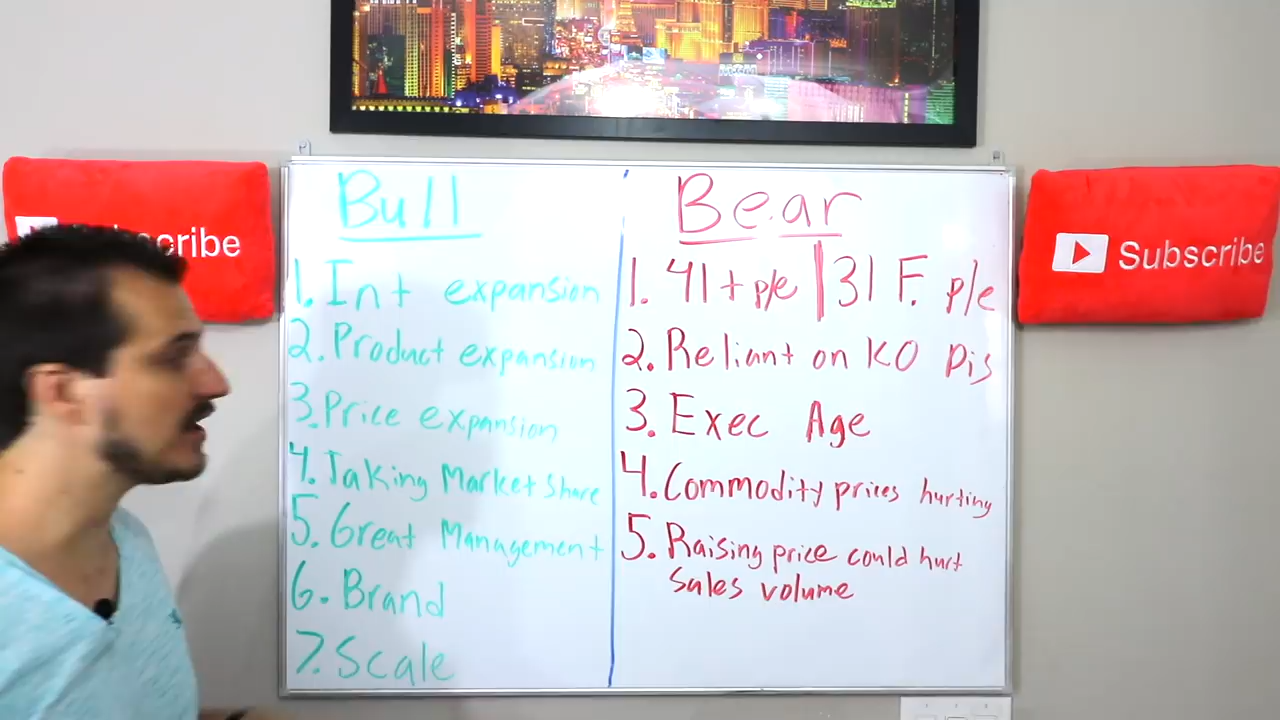 Subscribe
Bull
1. Int expansion
2. Product expansion
3. Price expansion
4. Taking Market Share
5. Great Management
6. Brand
7. Scale
Bear
1. 41+ p/e | 31 F. p/e
2. Reliant on KO Dis
3. Exec Age
4. Commodity prices hurting
5. Raising price could hurt
sales volume
Subscribe